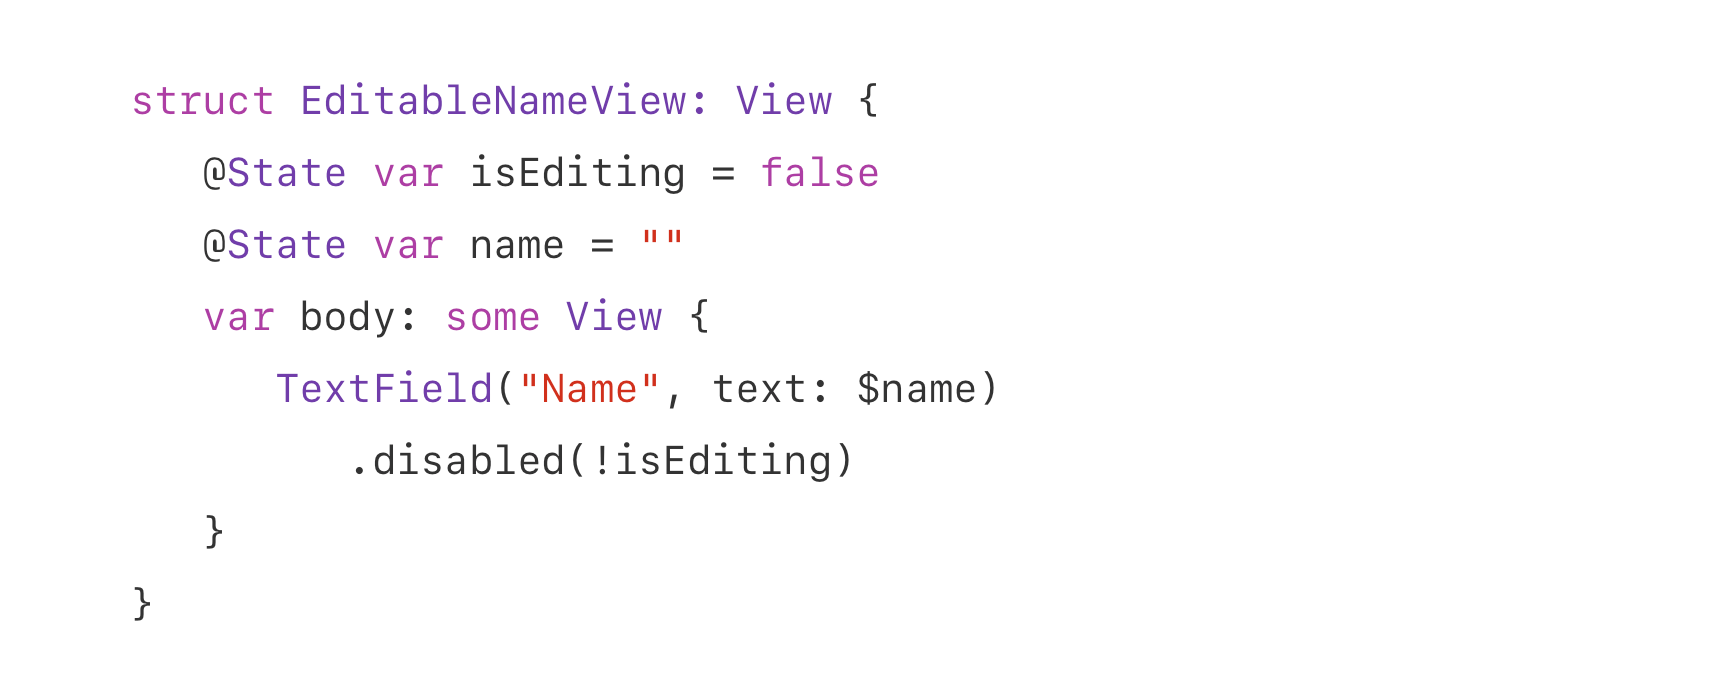 struct EditableNameView: View {
   @State var isEditing = false
   @State var name = ""
   var body: some View {
      TextField("Name", text: $name)
         .disabled(!isEditing)
   }
}